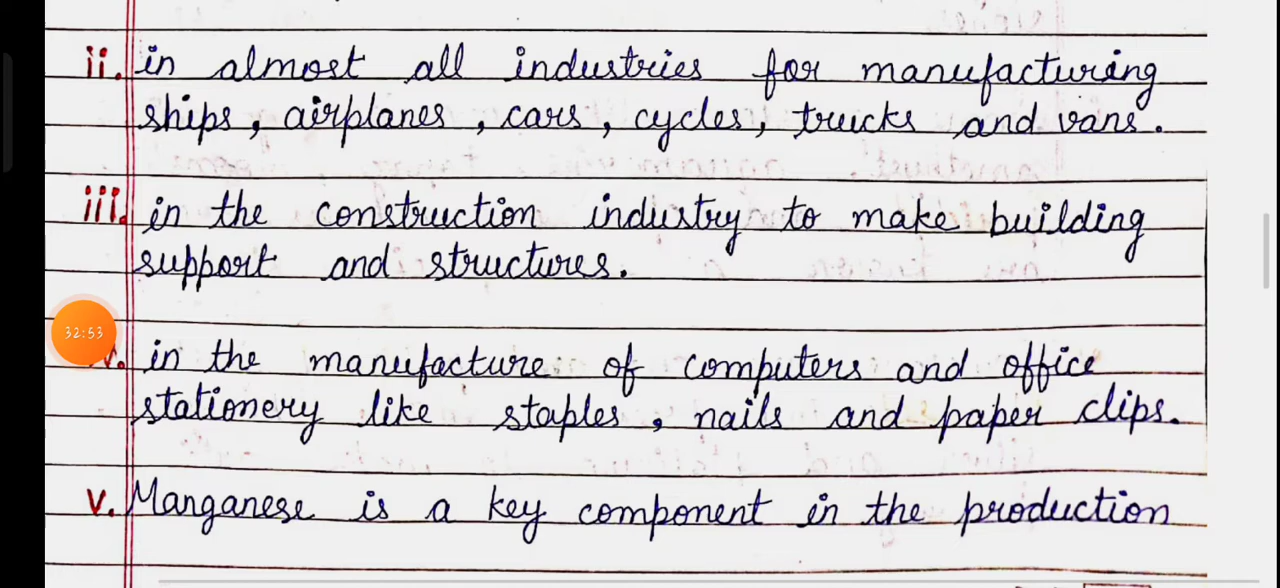 ii. in almost all industries for manufacturing
ships, airplanes, cars, cycles, trucks and vans.
iii. in the construction industry to make building
support and structures.
32:53
v. in the manufacture of computers and office
stationery like staples, nails and paper clips.
v. Manganese is a key component in the production